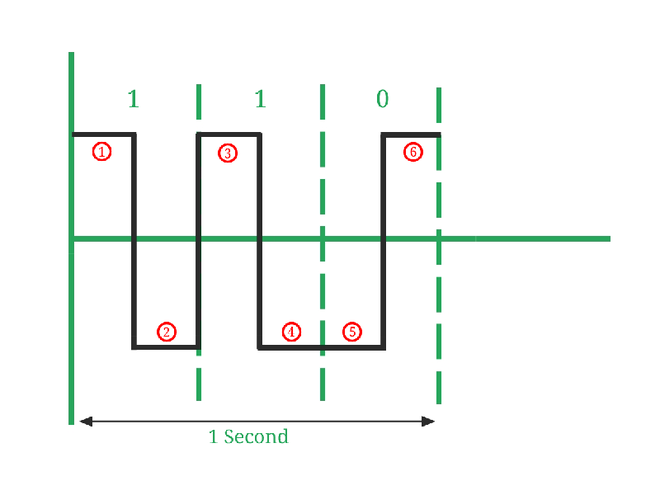 1 1 0
① ③ ⑥
② ④ ⑤
1 Second